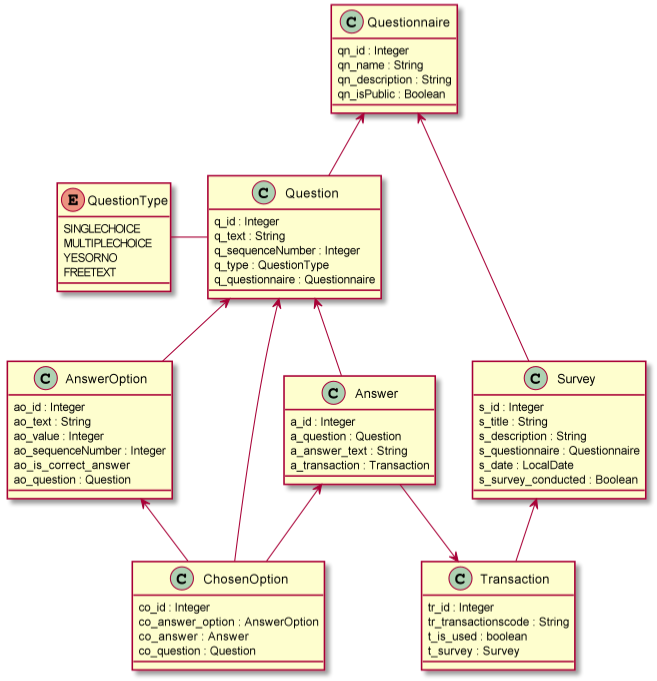 C Questionnaire
qn_id : Integer
qn_name : String
qn_description : String
qn_isPublic : Boolean
E QuestionType
SINGLECHOICE
MULTIPLECHOICE
YESORNO
FREETEXT
C Question
q_id : Integer
q_text : String
q_sequenceNumber : Integer
q_type : QuestionType
q_questionnaire : Questionnaire
C AnswerOption
ao_id : Integer
ao_text : String
ao_value : Integer
ao_sequenceNumber : Integer
ao_is_correct_answer
ao_question : Question
C Answer
a_id : Integer
a_question : Question
a_answer_text : String
a_transaction : Transaction
C Survey
s_id : Integer
s_title : String
s_description : String
s_questionnaire : Questionnaire
s_date : LocalDate
s_survey_conducted : Boolean
C ChosenOption
co_id : Integer
co_answer_option : AnswerOption
co_answer : Answer
co_question : Question
C Transaction
tr_id : Integer
tr_transactionscode : String
t_is_used : boolean
t_survey : Survey